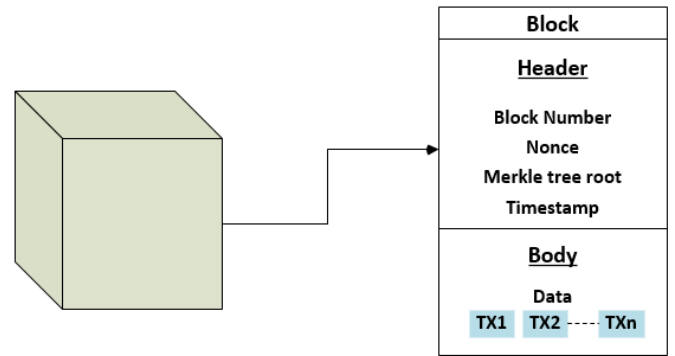 Block
Header
Block Number
Nonce
Merkle tree root
Timestamp
Body
Data
TX1 TX2 TXn